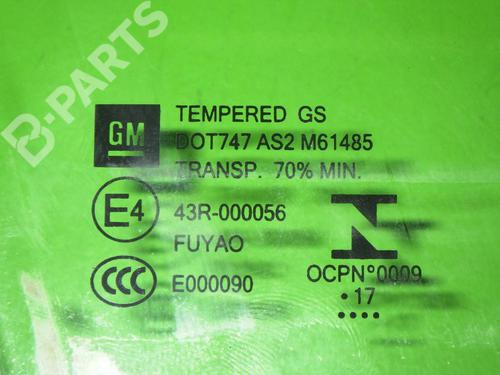 B-PARTS
GM
TEMPERED GS
DOT747 AS2 M61485
TRANSP. 70% MIN.
E4
43R-000056
FUYAO
CCC
E000090
OCPN°0009
•17
••••